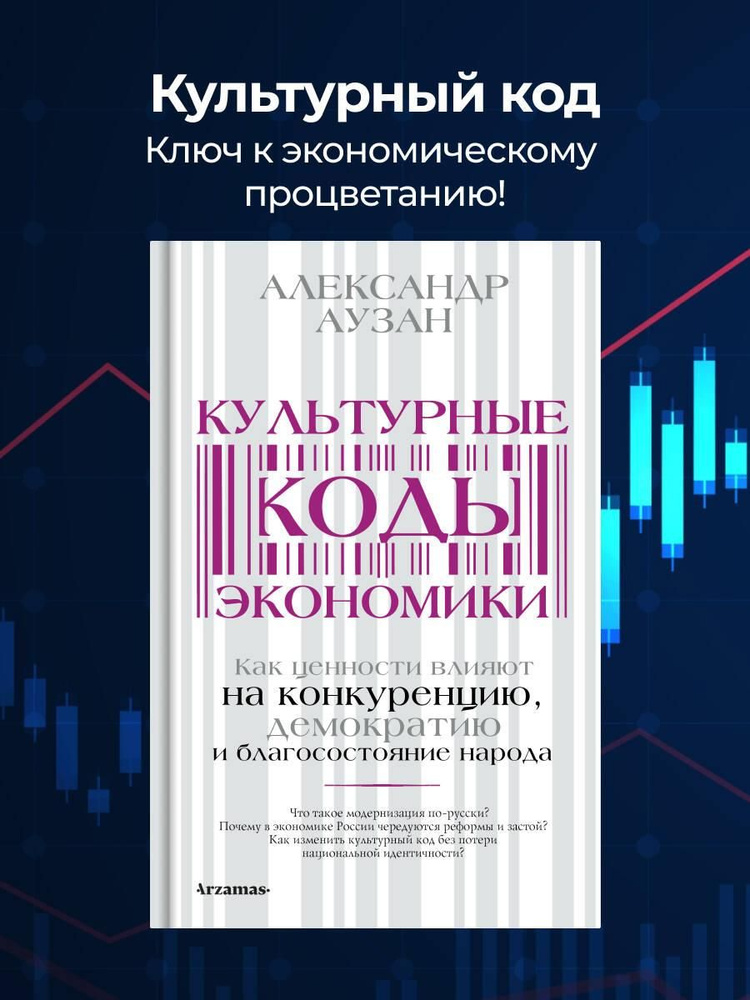 Культурный код
Ключ к экономическому
процветанию!
АЛЕКСАНДР
АУЗАН
КУЛЬТУРНЫЕ
КОДЫ
ЭКОНОМИКИ
Как ценности влияют
на конкуренцию,
демократию
и благосостояние народа
Что такое модернизация по-русски?
Почему в экономике России чередуются реформы и застой?
Как изменить культурный код без потери
национальной идентичности?
Arzamas